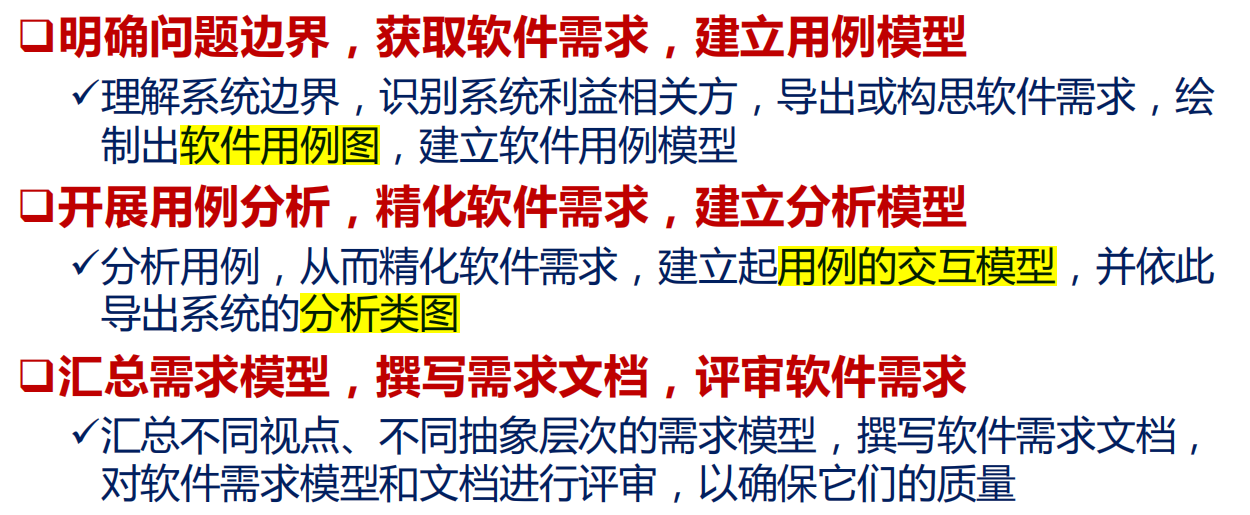 ❑明确问题边界，获取软件需求，建立用例模型
✓理解系统边界，识别系统利益相关方，导出或构思软件需求，绘
制出软件用例图，建立软件用例模型
❑开展用例分析，精化软件需求，建立分析模型
✓分析用例，从而精化软件需求，建立起用例的交互模型，并依此
导出系统的分析类图
❑汇总需求模型，撰写需求文档，评审软件需求
✓汇总不同视点、不同抽象层次的需求模型，撰写软件需求文档，
对软件需求模型和文档进行评审，以确保它们的质量